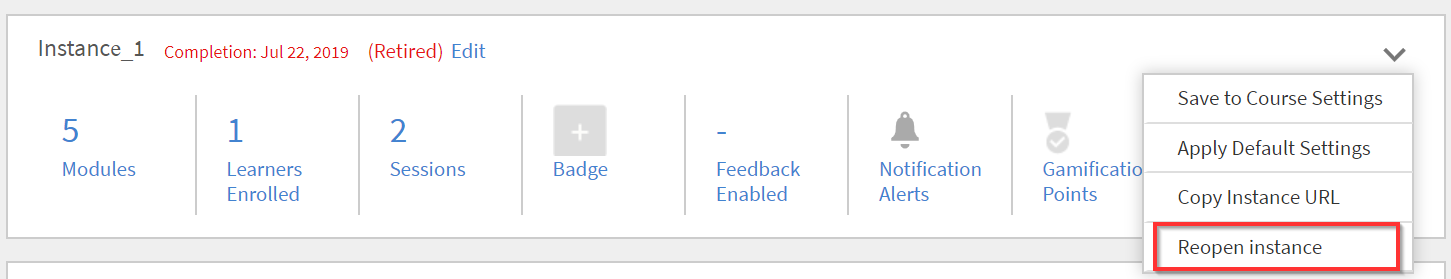 Instance_1 Completion: Jul 22, 2019 (Retired) Edit
5
Modules
1
Learners
Enrolled
2
Sessions
Badge
-
Feedback
Enabled
Notification
Alerts
Gamificatio
Points
Save to Course Settings
Apply Default Settings
Copy Instance URL
Reopen instance